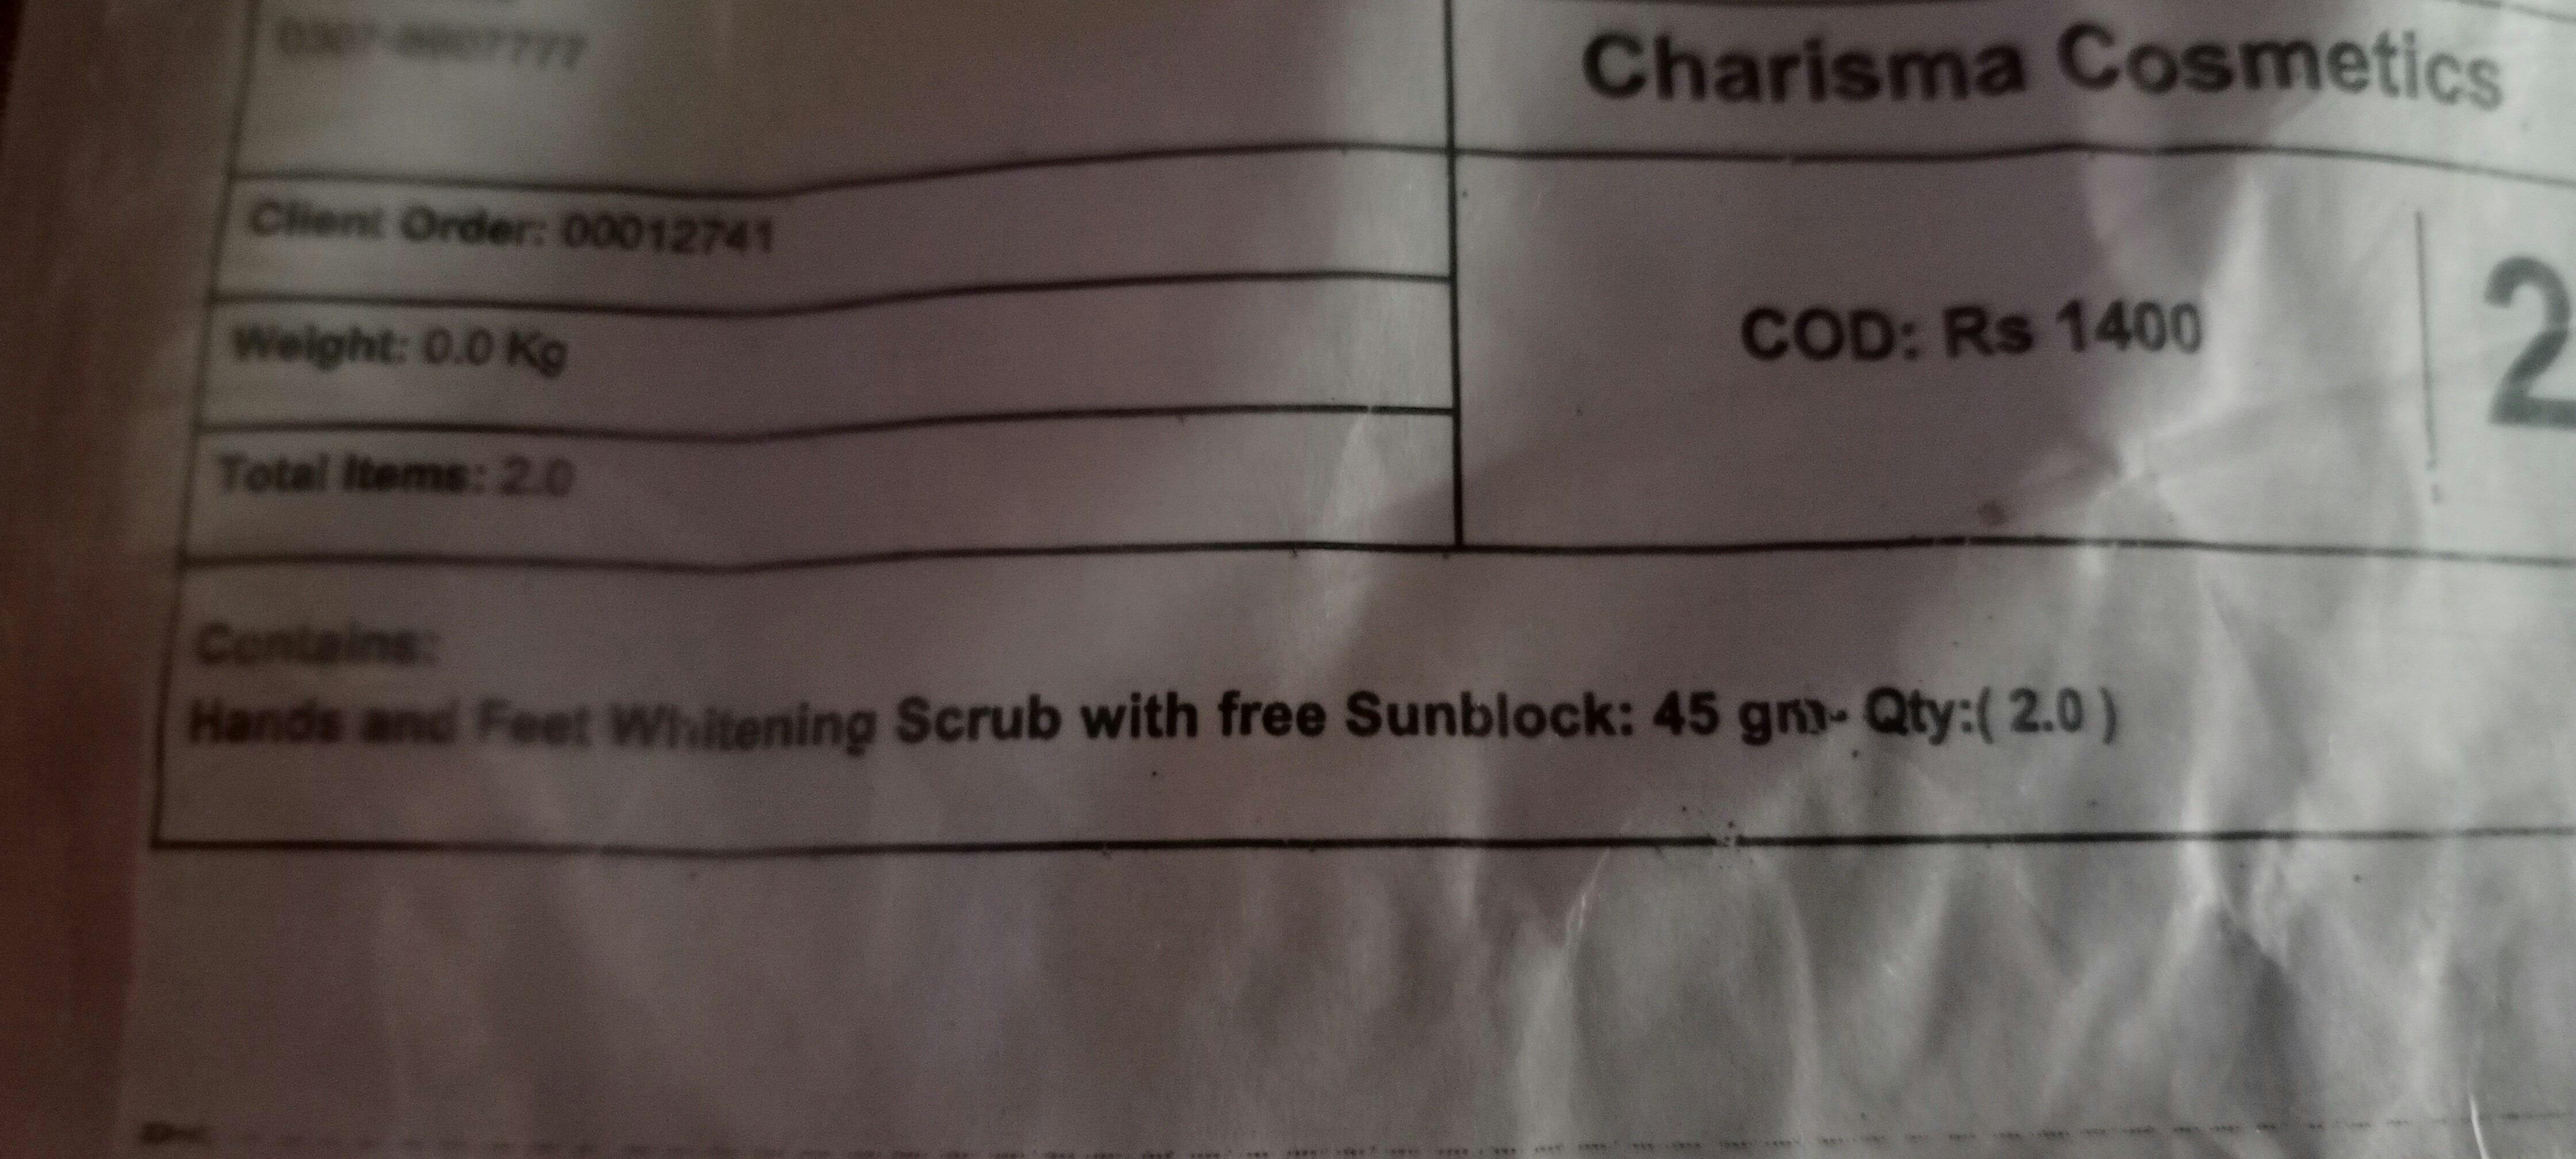 Charisma Cosmetics
Client Order: 00012741
Weight: 0.0 Kg
Total Items: 2.0
COD: Rs 1400
2
Contains:
Hands and Feet Whitening Scrub with free Sunblock: 45 gm- Qty:( 2.0 )